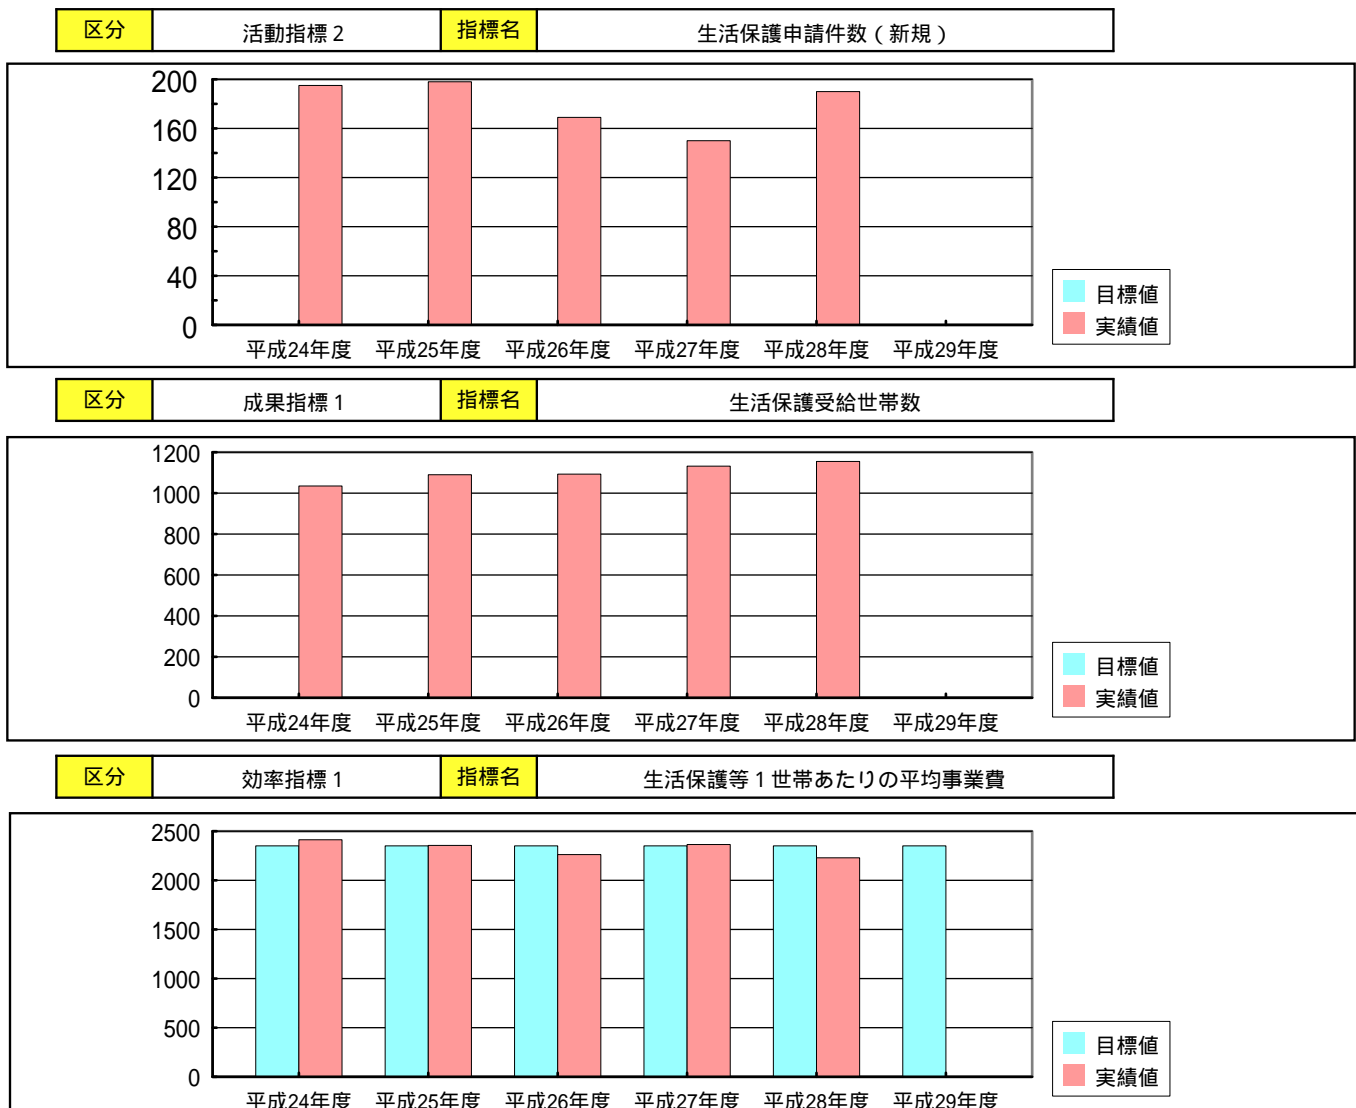 区分 活動指標2 指標名 生活保護申請件数(新規)
200
160
120
80
40
0
平成24年度 平成25年度 平成26年度 平成27年度 平成28年度 平成29年度
目標値
実績値
区分 成果指標1 指標名 生活保護受給世帯数
1200
1000
800
600
400
200
0
平成24年度 平成25年度 平成26年度 平成27年度 平成28年度 平成29年度
目標値
実績値
区分 効率指標1 指標名 生活保護等1世帯あたりの平均事業費
2500
2000
1500
1000
500
0
平成24年度 平成25年度 平成26年度 平成27年度 平成28年度 平成29年度
目標値
実績値